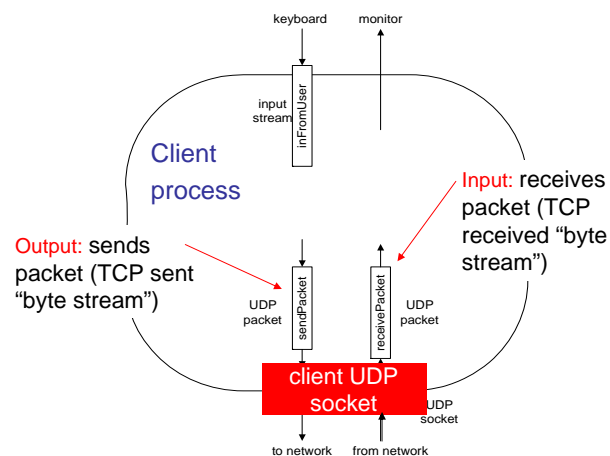 keyboard
monitor
input
stream
inFromUser
Client
process
Input: receives
packet (TCP
received “byte
stream”)
Output: sends
packet (TCP sent
“byte stream”)
UDP
packet
sendPacket
receivePacket
UDP
packet
client UDP
socket
UDP
socket
to network
from network